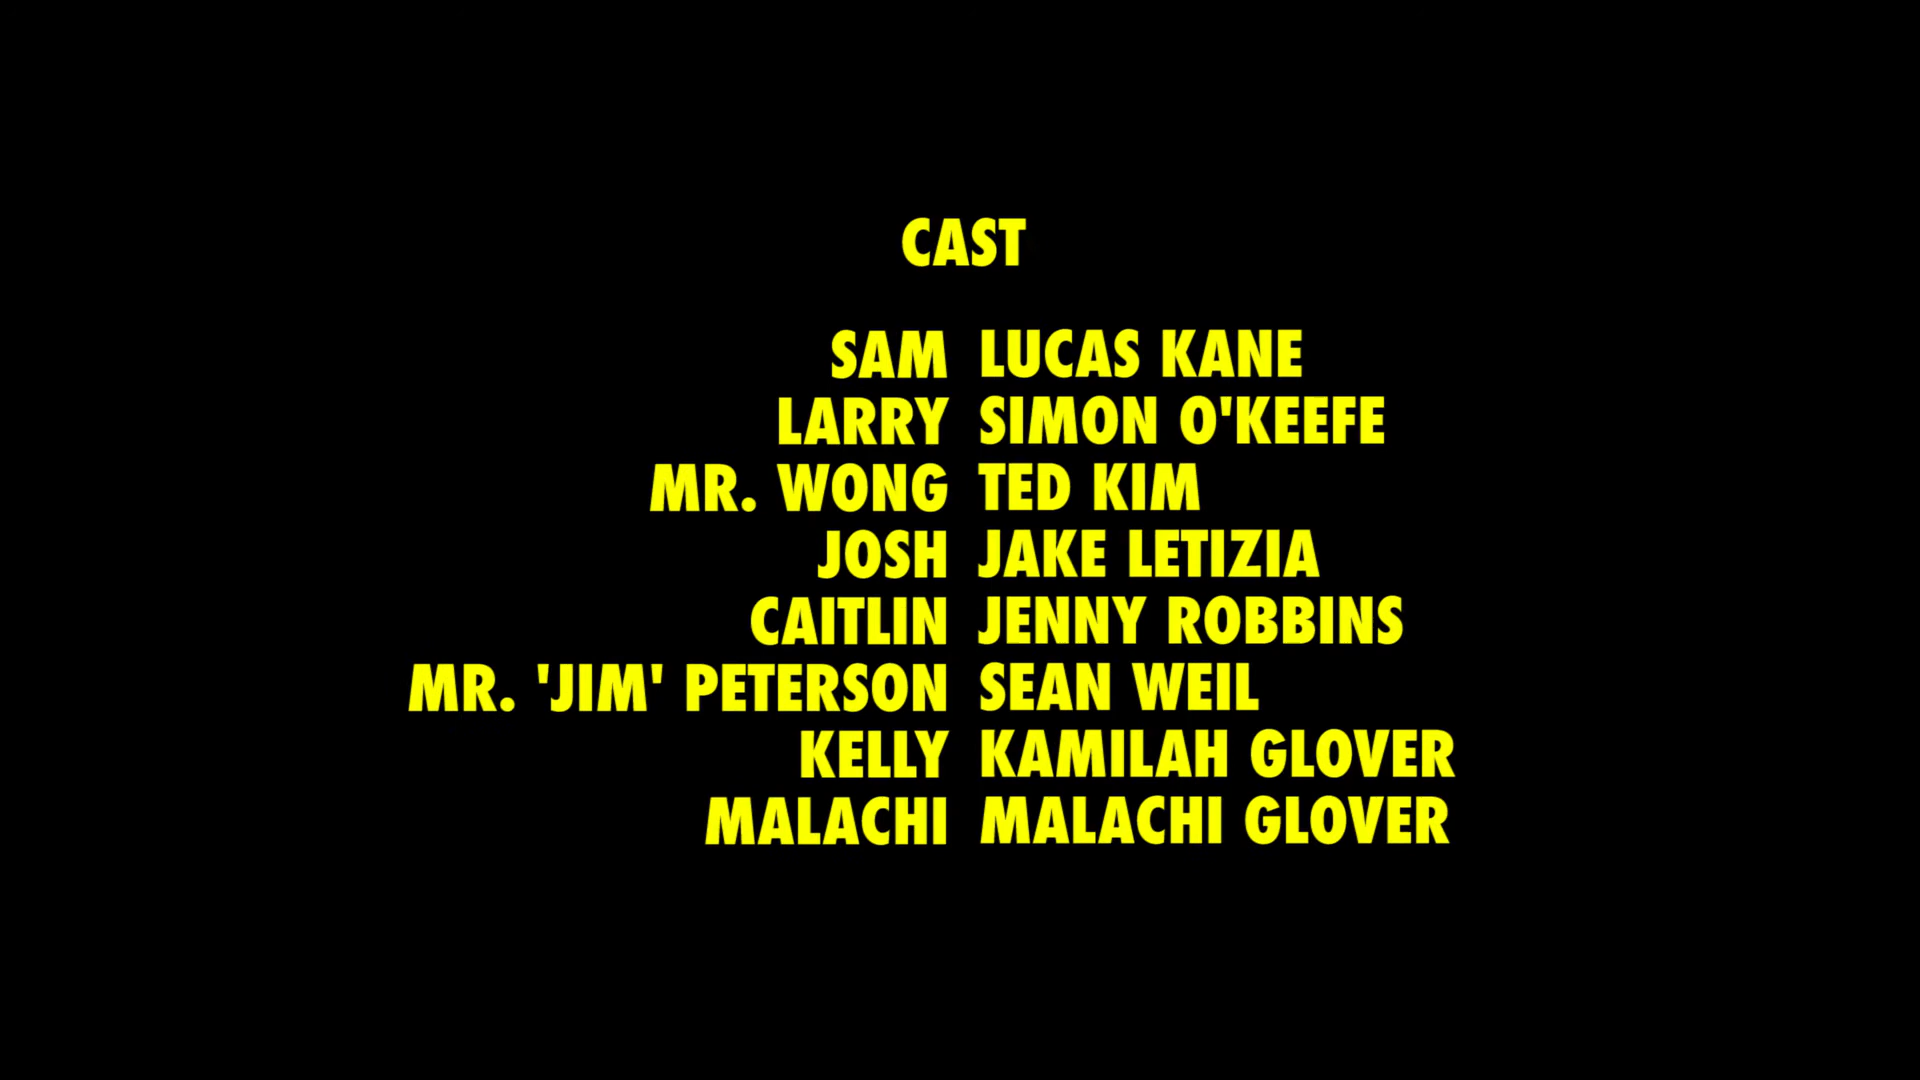 CAST
SAM LUCAS KANE
LARRY SIMON O'KEEFE
MR. WONG TED KIM
JOSH JAKE LETIZIA
CAITLIN JENNY ROBBINS
MR. 'JIM' PETERSON SEAN WEIL
KELLY KAMILAH GLOVER
MALACHI MALACHI GLOVER